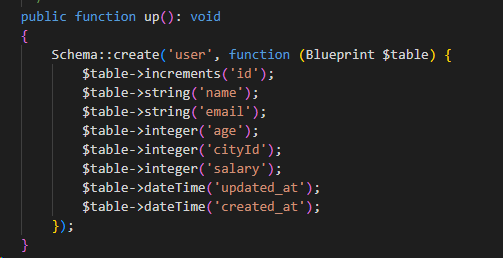 public function up(): void
{
Schema::create('user', function (Blueprint $table) {
$table->increments('id');
$table->string('name');
$table->string('email');
$table->integer('age');
$table->integer('cityId');
$table->integer('salary');
$table->dateTime('updated_at');
$table->dateTime('created_at');
});
}